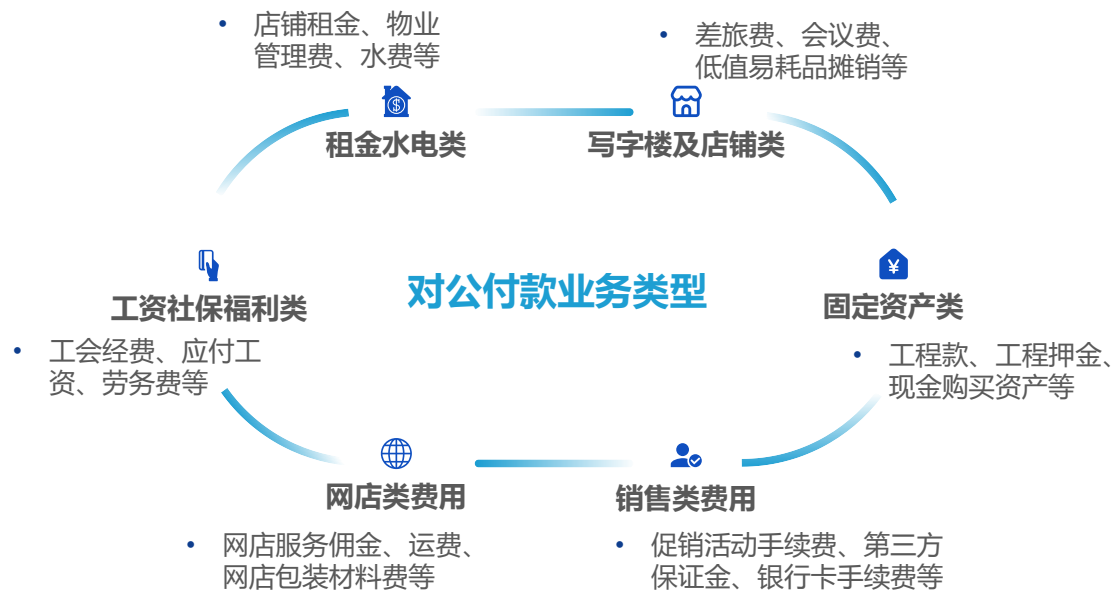 • 店铺租金、物业
管理费、水费等
租金水电类
• 差旅费、会议费、
低值易耗品摊销等
写字楼及店铺类
对公付款业务类型
工资社保福利类
• 工会经费、应付工
资、劳务费等
固定资产类
• 工程款、工程押金、
现金购买资产等
网店类费用
• 网店服务佣金、运费、
网店包装材料费等
销售类费用
• 促销活动手续费、第三方
保证金、银行卡手续费等